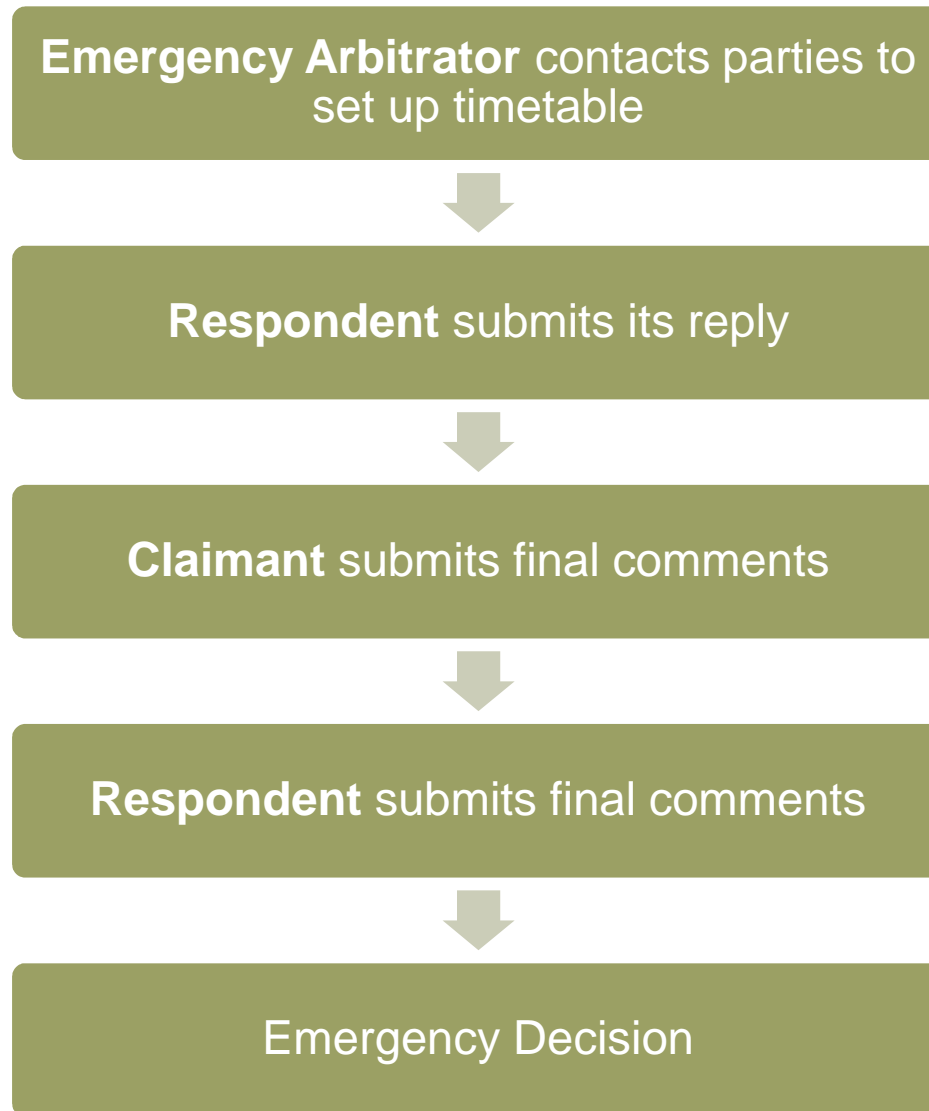 Emergency Arbitrator contacts parties to
set up timetable
Respondent submits its reply
Claimant submits final comments
Respondent submits final comments
Emergency Decision